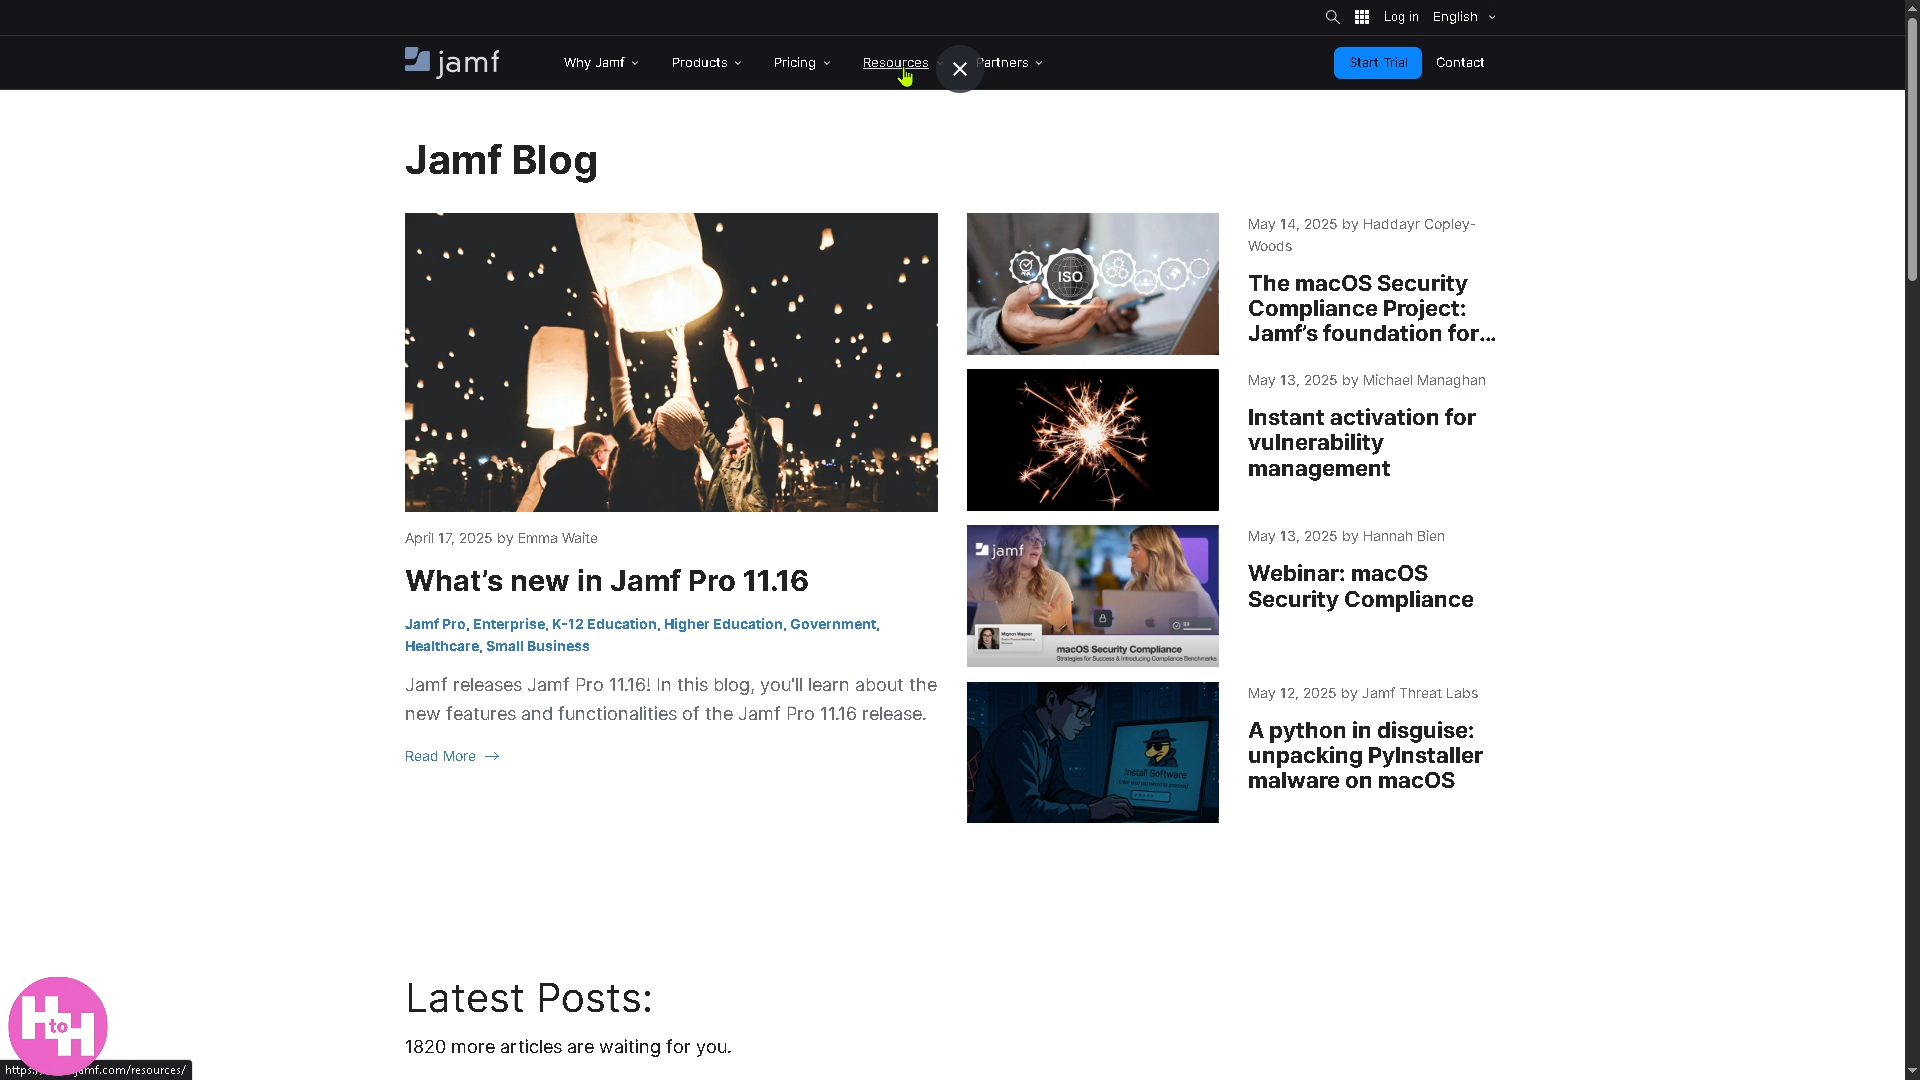 Log in
English
jamf
Why Jamf
Products
Pricing
Resources
Partners
Start Trial
Contact
Jamf Blog
ISO
May 14, 2025 by Haddayr Copley-
Woods
The macOS Security
Compliance Project:
Jamf’s foundation for...
May 13, 2025 by Michael Managhan
Instant activation for
vulnerability
management
April 17, 2025 by Emma Waite
What’s new in Jamf Pro 11.16
Jamf Pro, Enterprise, K-12 Education, Higher Education, Government,
Healthcare, Small Business
Jamf releases Jamf Pro 11.16! In this blog, you'll learn about the
new features and functionalities of the Jamf Pro 11.16 release.
Read More
jamf
macOS Security Compliance
Strategies for Success & Introducing Compliance Benchmarks
May 13, 2025 by Hannah Bien
Webinar: macOS
Security Compliance
Install Software
May 12, 2025 by Jamf Threat Labs
A python in disguise:
unpacking PyInstaller
malware on macOS
Latest Posts:
1820 more articles are waiting for you.
H to H
jamf.com/resources/